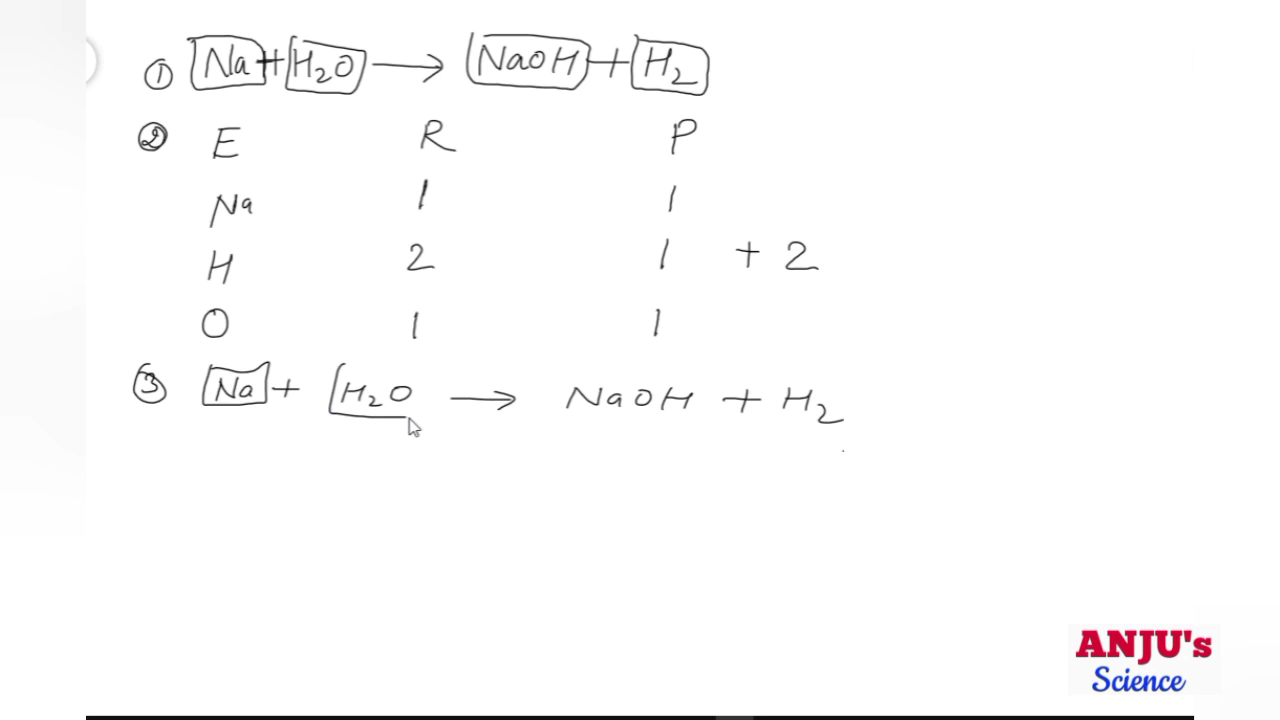 ① Na + H₂O → NaOH + H₂
② E R P
Na 1 1
H 2 1 + 2
O 1 1
③ Na + H₂O → NaOH + H₂
ANJU's
Science